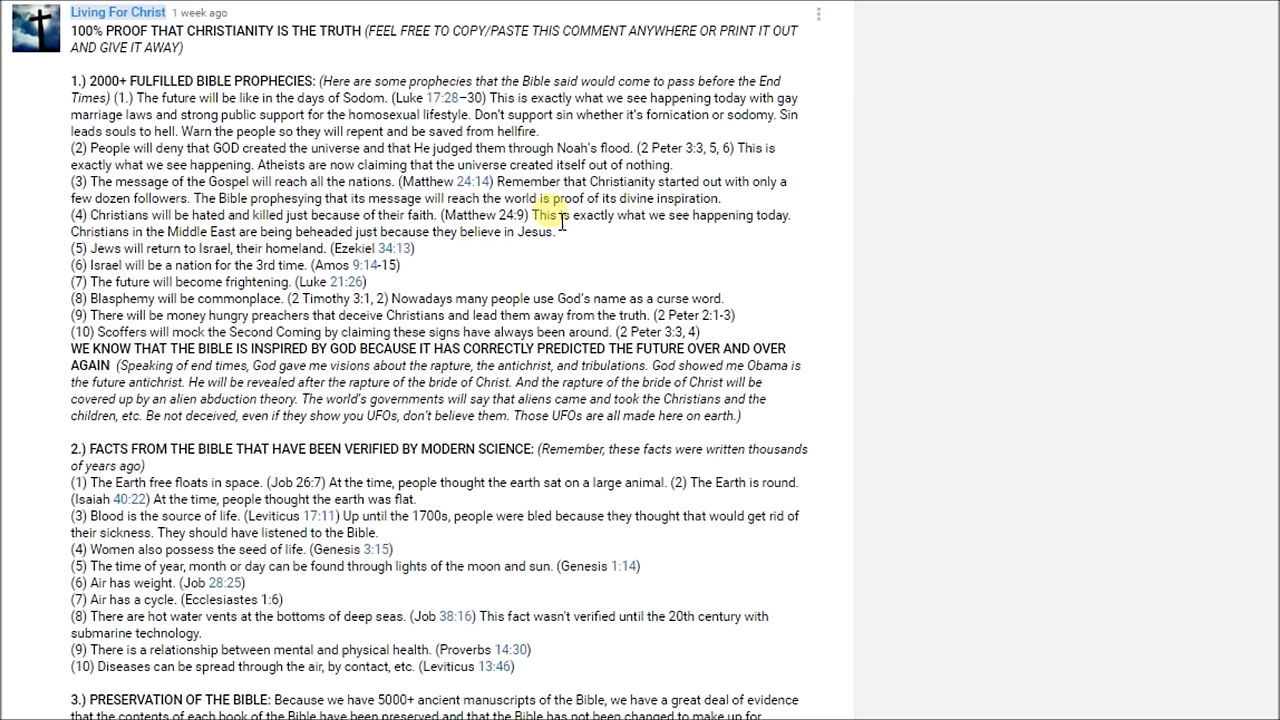 Living For Christ 1 week ago
100% PROOF THAT CHRISTIANITY IS THE TRUTH (FEEL FREE TO COPY/PASTE THIS COMMENT ANYWHERE OR PRINT IT OUT
AND GIVE IT AWAY)
1.) 2000+ FULFILLED BIBLE PROPHECIES: (Here are some prophecies that the Bible said would come to pass before the End
Times) (1.) The future will be like in the days of Sodom. (Luke 17:28–30) This is exactly what we see happening today with gay
marriage laws and strong public support for the homosexual lifestyle. Don't support sin whether it's fornication or sodomy. Sin
leads souls to hell. Warn the people so they will repent and be saved from hellfire.
(2) People will deny that GOD created the universe and that He judged them through Noah's flood. (2 Peter 3:3, 5, 6) This is
exactly what we see happening. Atheists are now claiming that the universe created itself out of nothing.
(3) The message of the Gospel will reach all the nations. (Matthew 24:14) Remember that Christianity started out with only a
few dozen followers. The Bible prophesying that its message will reach the world is proof of its divine inspiration.
(4) Christians will be hated and killed just because of their faith. (Matthew 24:9) This is exactly what we see happening today.
Christians in the Middle East are being beheaded just because they believe in Jesus.
(5) Jews will return to Israel, their homeland. (Ezekiel 34:13)
(6) Israel will be a nation for the 3rd time. (Amos 9:14-15)
(7) The future will become frightening. (Luke 21:26)
(8) Blasphemy will be commonplace. (2 Timothy 3:1, 2) Nowadays many people use God's name as a curse word.
(9) There will be money hungry preachers that deceive Christians and lead them away from the truth. (2 Peter 2:1-3)
(10) Scoffers will mock the Second Coming by claiming these signs have always been around. (2 Peter 3:3, 4)
WE KNOW THAT THE BIBLE IS INSPIRED BY GOD BECAUSE IT HAS CORRECTLY PREDICTED THE FUTURE OVER AND OVER
AGAIN (Speaking of end times, God gave me visions about the rapture, the antichrist, and tribulations. God showed me Obama is
the future antichrist. He will be revealed after the rapture of the bride of Christ. And the rapture of the bride of Christ will be
covered up by an alien abduction theory. The world's governments will say that aliens came and took the Christians and the
children, etc. Be not deceived, even if they show you UFOs, don't believe them. Those UFOs are all made here on earth.)
2.) FACTS FROM THE BIBLE THAT HAVE BEEN VERIFIED BY MODERN SCIENCE: (Remember, these facts were written thousands
of years ago)
(1) The Earth free floats in space. (Job 26:7) At the time, people thought the earth sat on a large animal. (2) The Earth is round.
(Isaiah 40:22) At the time, people thought the earth was flat.
(3) Blood is the source of life. (Leviticus 17:11) Up until the 1700s, people were bled because they thought that would get rid of
their sickness. They should have listened to the Bible.
(4) Women also possess the seed of life. (Genesis 3:15)
(5) The time of year, month or day can be found through lights of the moon and sun. (Genesis 1:14)
(6) Air has weight. (Job 28:25)
(7) Air has a cycle. (Ecclesiastes 1:6)
(8) There are hot water vents at the bottoms of deep seas. (Job 38:16) This fact wasn't verified until the 20th century with
submarine technology.
(9) There is a relationship between mental and physical health. (Proverbs 14:30)
(10) Diseases can be spread through the air, by contact, etc. (Leviticus 13:46)
3.) PRESERVATION OF THE BIBLE: Because we have 5000+ ancient manuscripts of the Bible, we have a great deal of evidence
that the contents of each book of the Bible have been preserved and that the Bible has not been changed to make up for